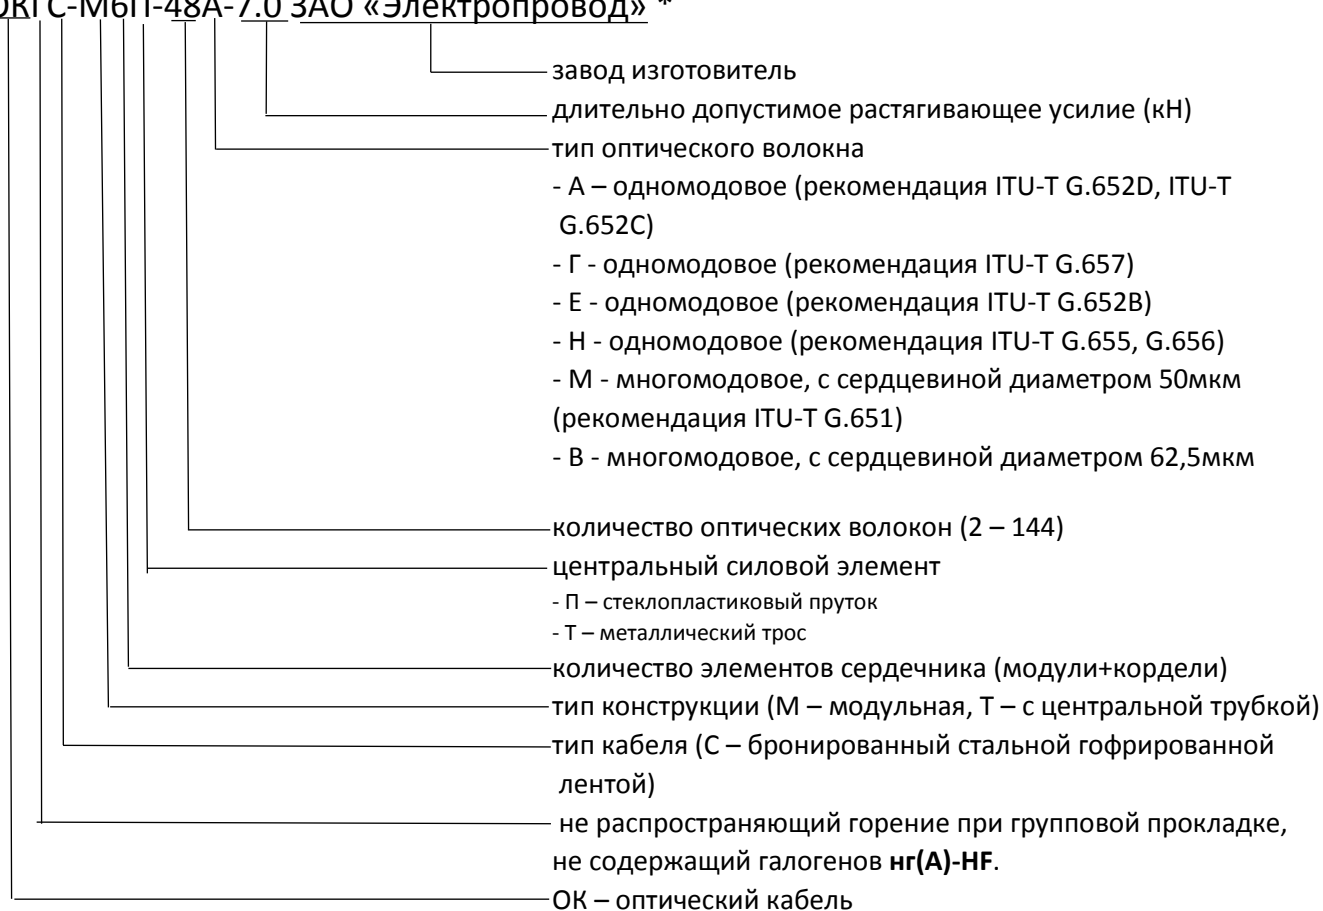 ОКГС-М6П-48А-7.0 ЗАО «Электропровод» *
завод изготовитель
длительно допустимое растягивающее усилие (кН)
тип оптического волокна
- А – одномодовое (рекомендация ITU-T G.652D, ITU-T
G.652C)
- Г - одномодовое (рекомендация ITU-T G.657)
- Е - одномодовое (рекомендация ITU-T G.652B)
- Н - одномодовое (рекомендация ITU-T G.655, G.656)
- М - многомодовое, с сердцевиной диаметром 50мкм
(рекомендация ITU-T G.651)
- В - многомодовое, с сердцевиной диаметром 62,5мкм
количество оптических волокон (2 – 144)
центральный силовой элемент
- П – стеклопластиковый пруток
- Т – металлический трос
количество элементов сердечника (модули+кордели)
тип конструкции (М – модульная, Т – с центральной трубкой)
тип кабеля (С – бронированный стальной гофрированной
лентой)
не распространяющий горение при групповой прокладке,
не содержащий галогенов нг(А)-HF.
ОК – оптический кабель